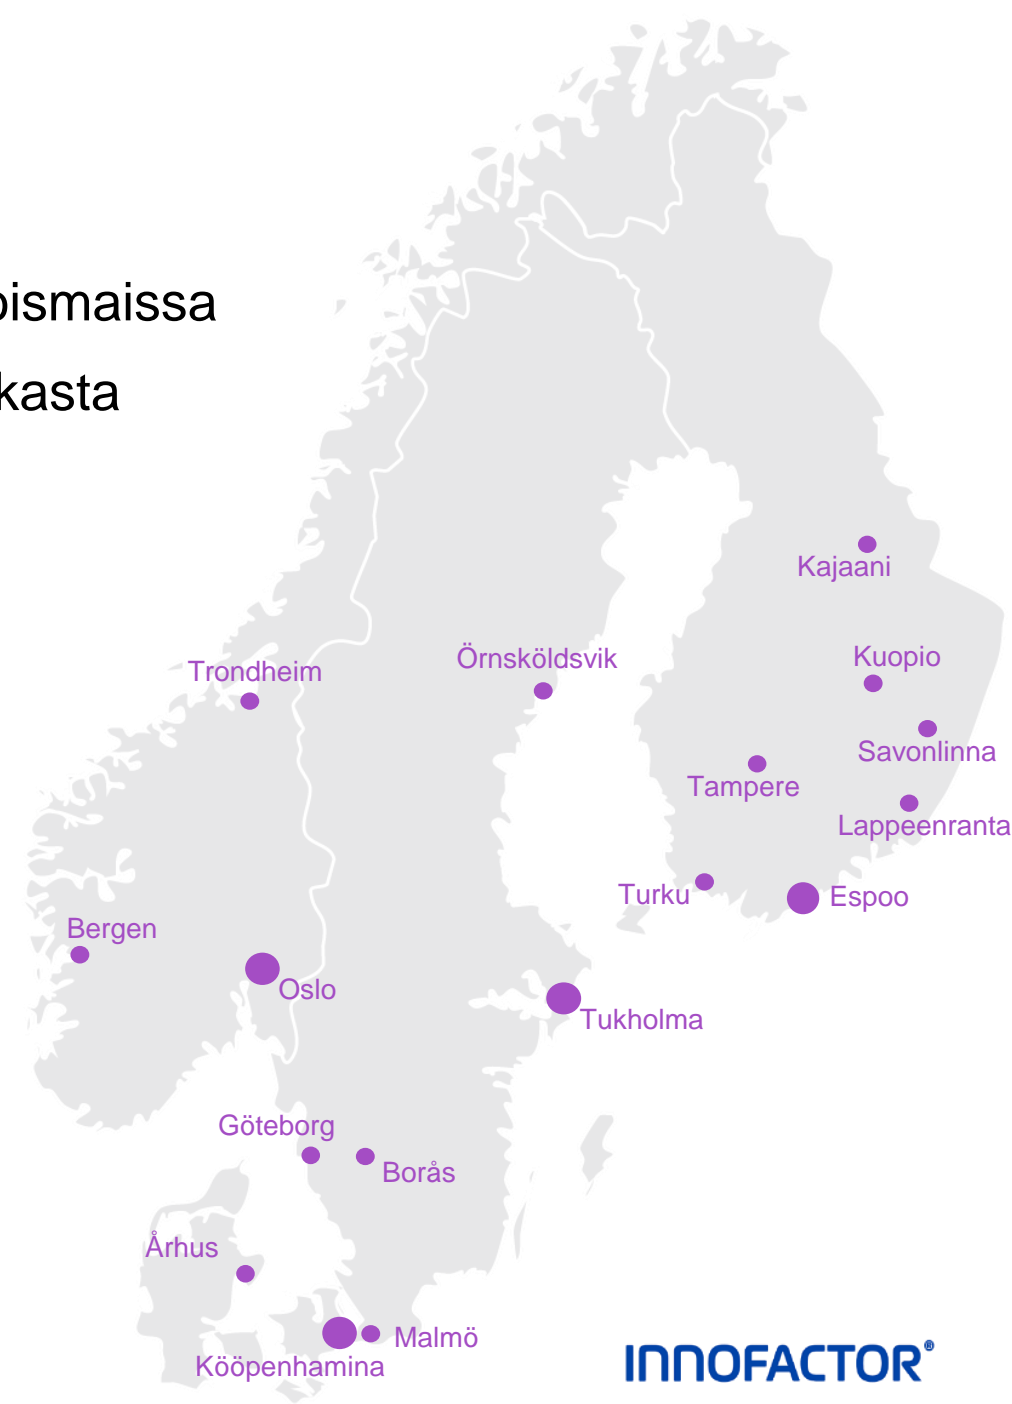 oismaissa
kasta
Kajaani
Kuopio
Örnsköldsvik
Trondheim
Savonlinna
Tampere
Lappeenranta
Turku
Espoo
Bergen
Oslo
Tukholma
Göteborg
Borås
Århus
Malmö
Kööpenhamina
INNOFACTOR®